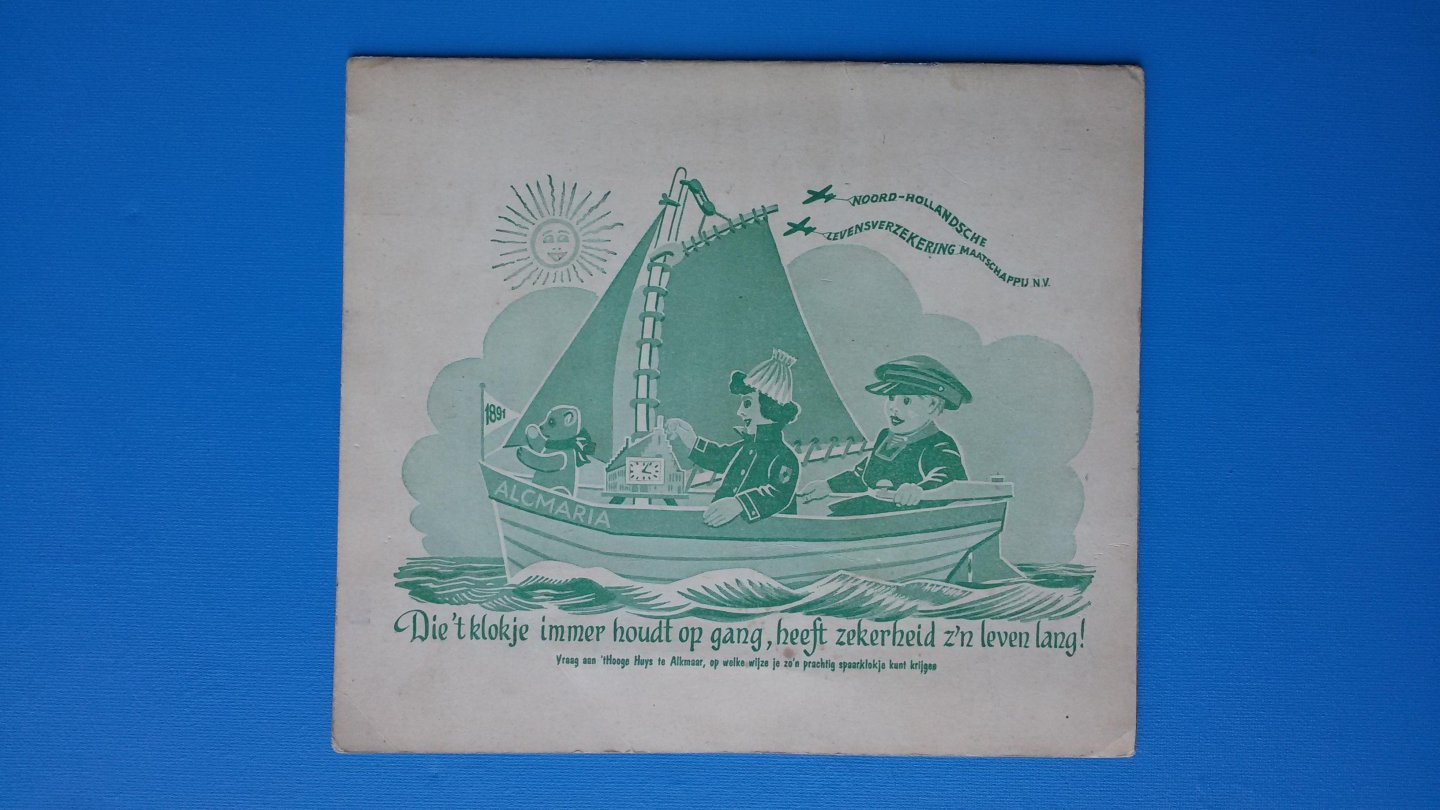 NOORD-HOLLANDSCHE
LEVENSVERZEKERING MAATSCHAPPIJ N.V.
1891
ALCMARIA
Die 't klokje immer houdt op gang, heeft zekerheid z'n leven lang!
Vraag aan 'tHooge Huys te Alkmaar, op welke wijze je zo'n prachtig spaarklokje kunt krijgen